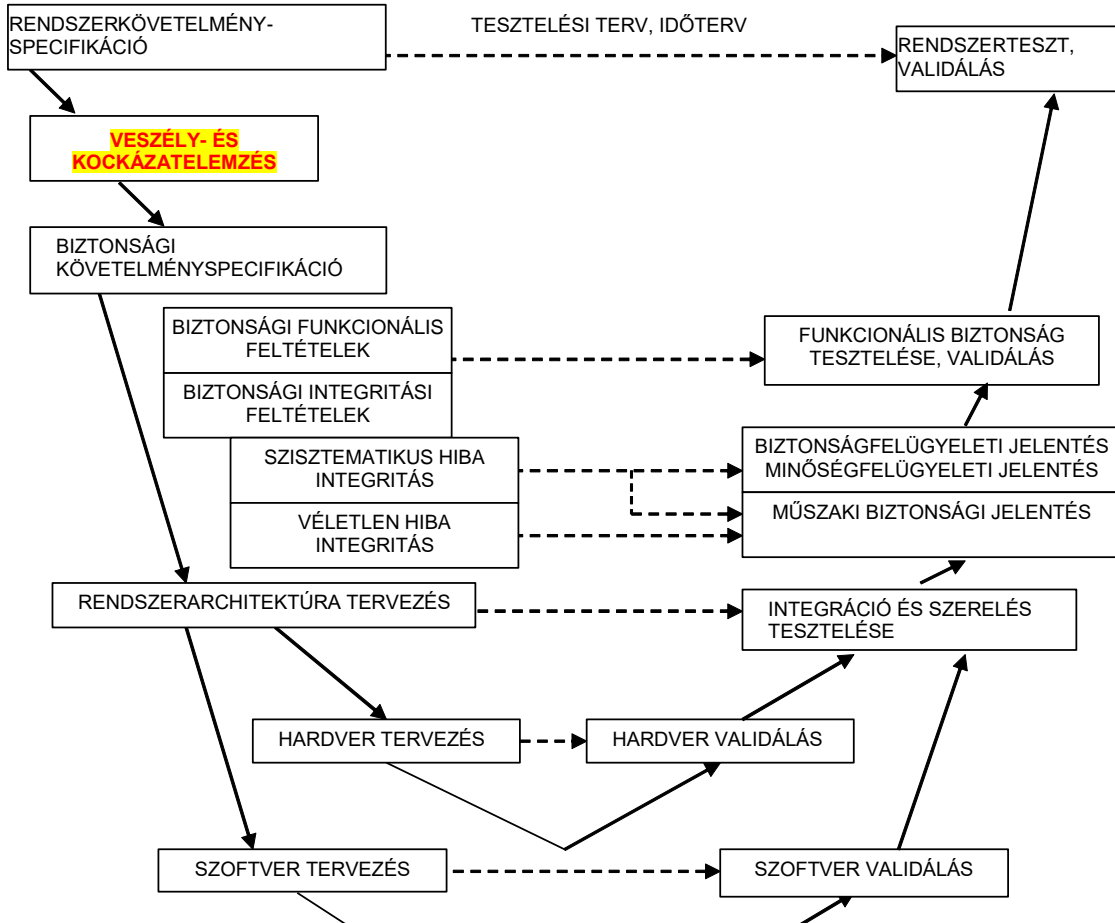 RENDSZERKÖVETELMÉNY-
SPECIFIKÁCIÓ
TESZTELÉSI TERV, IDŐTERV
RENDSZERTESZT,
VALIDÁLÁS
VESZÉLY- ÉS
KOCKÁZATELEMZÉS
BIZTONSÁGI
KÖVETELMÉNYSPECIFIKÁCIÓ
BIZTONSÁGI FUNKCIONÁLIS
FELTÉTELEK
FUNKCIONÁLIS BIZTONSÁG
TESZTELÉSE, VALIDÁLÁS
BIZTONSÁGI INTEGRITÁSI
FELTÉTELEK
SZISZTEMATIKUS HIBA
INTEGRITÁS
BIZTONSÁGFELÜGYELETI JELENTÉS
MINŐSÉGFELÜGYELETI JELENTÉS
VÉLETLEN HIBA
INTEGRITÁS
MŰSZAKI BIZTONSÁGI JELENTÉS
RENDSZERARCHITEKTÚRA TERVEZÉS
INTEGRÁCIÓ ÉS SZERELÉS
TESZTELÉSE
HARDVER TERVEZÉS
HARDVER VALIDÁLÁS
SZOFTVER TERVEZÉS
SZOFTVER VALIDÁLÁS